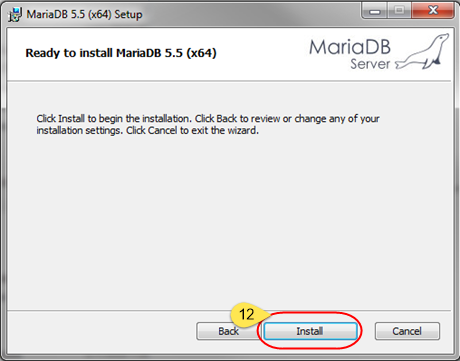 MariaDB 5.5 (x64) Setup
Ready to install MariaDB 5.5 (x64)
MariaDB
Server
Click Install to begin the installation. Click Back to review or change any of your
installation settings. Click Cancel to exit the wizard.
12
Back
Install
Cancel